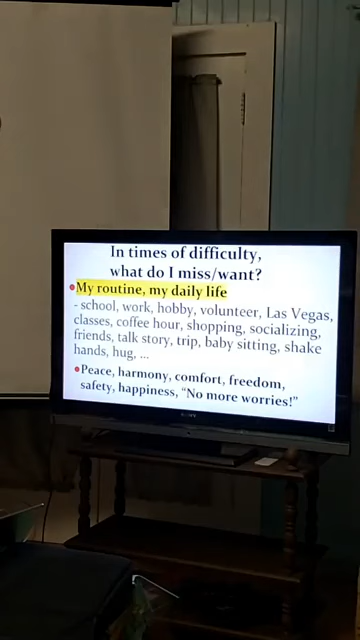 In times of difficulty,
what do I miss/want?
•My routine, my daily life
- school, work, hobby, volunteer, Las Vegas,
classes, coffee hour, shopping, socializing,
friends, talk story, trip, baby sitting, shake
hands, hug, ...
•Peace, harmony, comfort, freedom,
safety, happiness, "No more worries!"
SONY